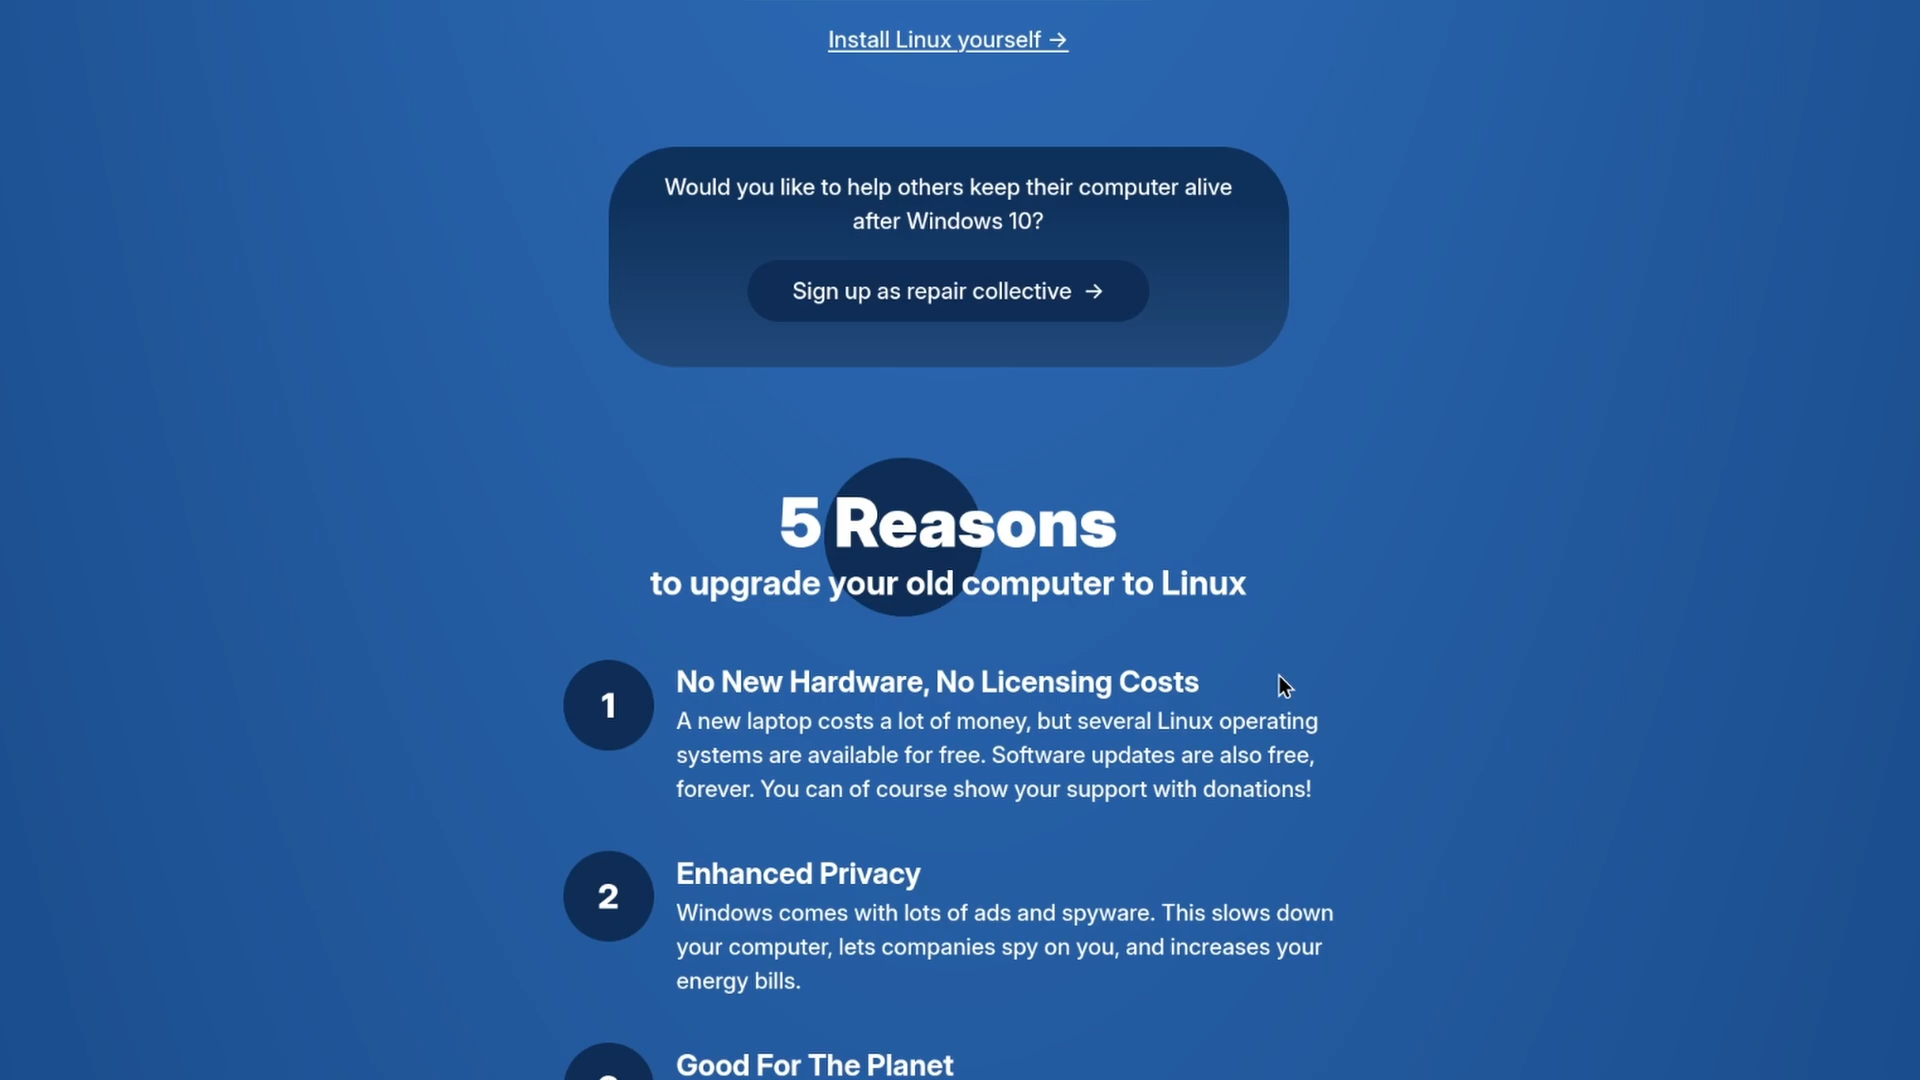 Install Linux yourself →
Would you like to help others keep their computer alive
after Windows 10?
Sign up as repair collective →
5 Reasons
to upgrade your old computer to Linux
1
No New Hardware, No Licensing Costs
A new laptop costs a lot of money, but several Linux operating
systems are available for free. Software updates are also free,
forever. You can of course show your support with donations!
2
Enhanced Privacy
Windows comes with lots of ads and spyware. This slows down
your computer, lets companies spy on you, and increases your
energy bills.
Good For The Planet